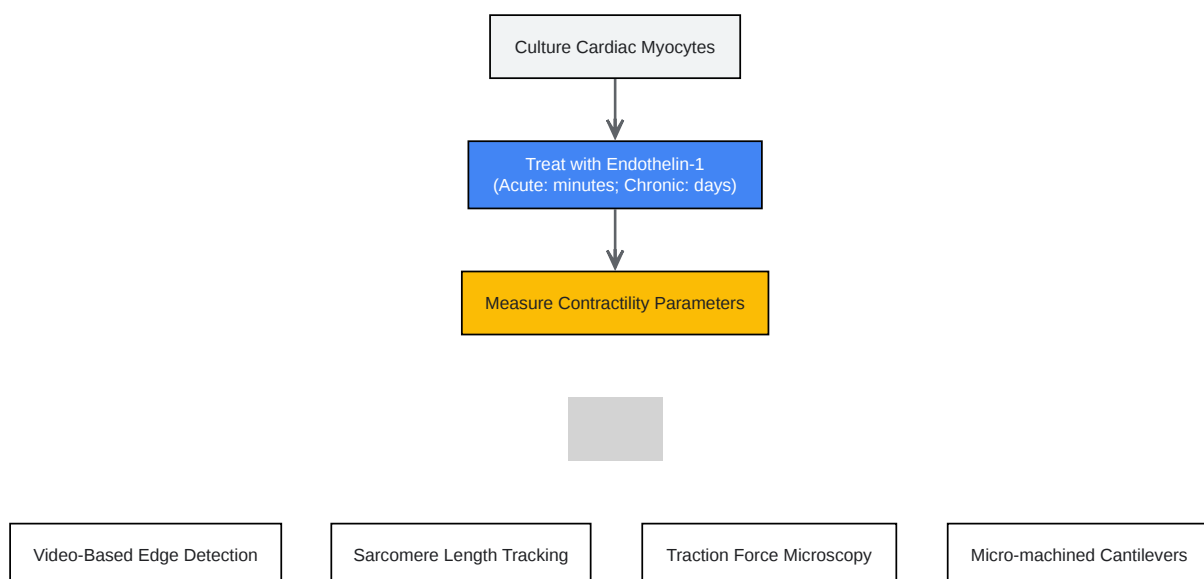 Culture Cardiac Myocytes
Treat with Endothelin-1
(Acute: minutes; Chronic: days)
Measure Contractility Parameters
Video-Based Edge Detection
Sarcomere Length Tracking
Traction Force Microscopy
Micro-machined Cantilevers